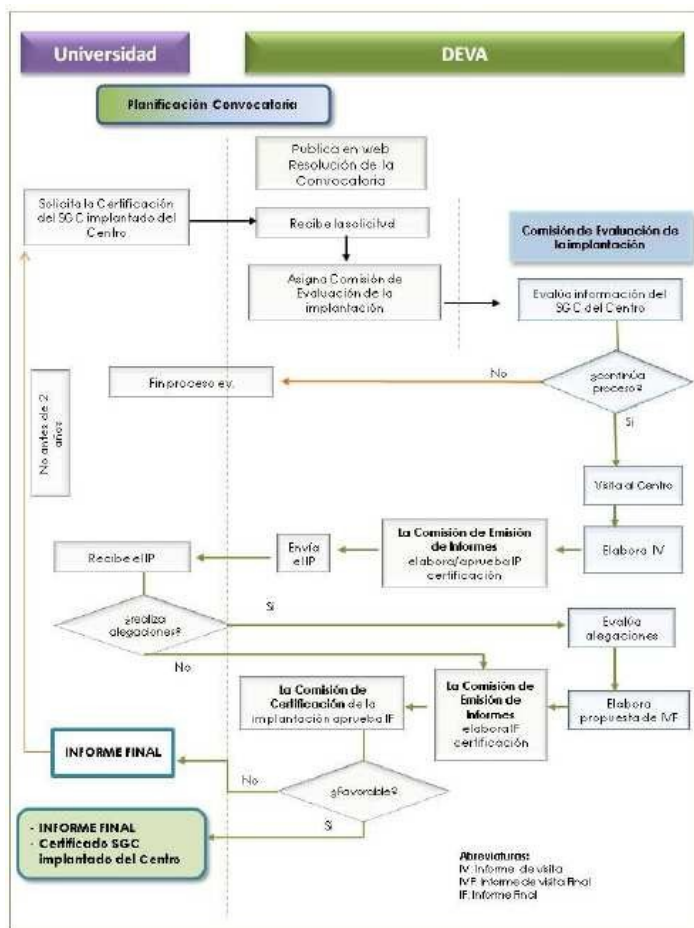 Universidad
DEVA
Planificación Convocatoria
Publica en web
Resolución de la
Convocatoria
Solicita la Certificación
del SGC implantado del
Centro
Recibe la solicitud
Comisión de Evaluación de
la implantación
Asigna Comisión de
Evaluación de la
implantación
Evalúa información del
SGC del Centro
Fin proceso ev.
No
¿continúa
proceso?
Si
No antes de 2
años
Visita al Centro
Recibe el IP
Envía
el IP
La Comisión de Emisión
de Informes
elabora/aprueba IP
certificación
Elabora IV
¿realiza
alegaciones?
Si
No
Evalúa
alegaciones
La Comisión de
Certificación de la
implantación aprueba IF
La Comisión de
Emisión de
Informes
elabora IF
certificación
Elabora
propuesta de IVF
INFORME FINAL
No
¿Favorable?
Si
- INFORME FINAL
- Certificado SGC
implantado del Centro
Abreviaturas:
IV: Informe de visita
IVF: Informe de visita Final
IF: Informe Final